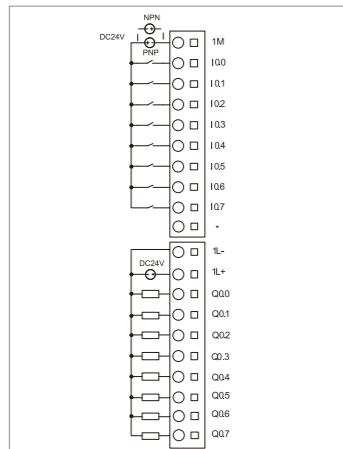 NPN
DC24V
PNP
1M
I0.0
I0.1
I0.2
I0.3
I0.4
I0.5
I0.6
I0.7
*
1L-
DC24V
1L+
Q0.0
Q0.1
Q0.2
Q0.3
Q0.4
Q0.5
Q0.6
Q0.7